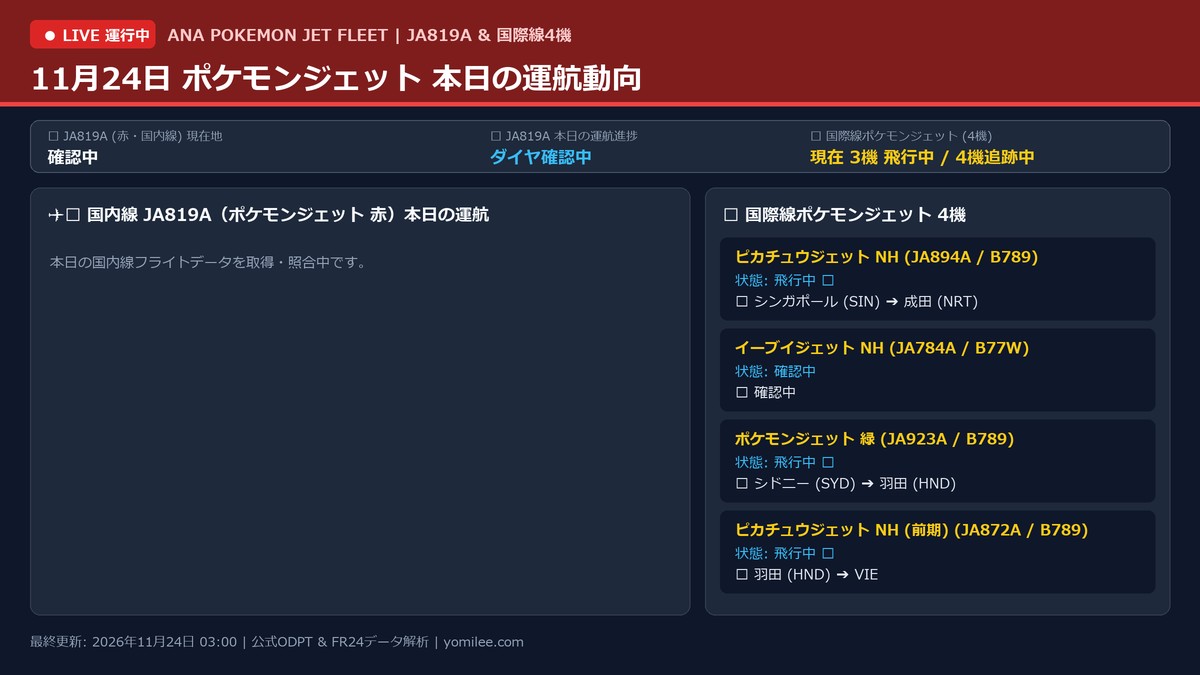 ● LIVE 運行中 ANA POKEMON JET FLEET | JA819A & 国際線4機
11月24日 ポケモンジェット 本日の運航動向
□ JA819A (赤・国内線) 現在地
確認中
□ JA819A 本日の運航進捗
ダイヤ確認中
□ 国際線ポケモンジェット (4機)
現在 3機 飛行中 / 4機追跡中
✈□ 国内線 JA819A（ポケモンジェット 赤）本日の運航
本日の国内線フライトデータを取得・照合中です。
□ 国際線ポケモンジェット 4機
ピカチュウジェット NH (JA894A / B789)
状態: 飛行中 □
□ シンガポール (SIN) ➔ 成田 (NRT)
イーブイジェット NH (JA784A / B77W)
状態: 確認中
□ 確認中
ポケモンジェット 緑 (JA923A / B789)
状態: 飛行中 □
□ シドニー (SYD) ➔ 羽田 (HND)
ピカチュウジェット NH (前期) (JA872A / B789)
状態: 飛行中 □
□ 羽田 (HND) ➔ VIE
最終更新: 2026年11月24日 03:00 | 公式ODPT & FR24データ解析 | yomilee.com